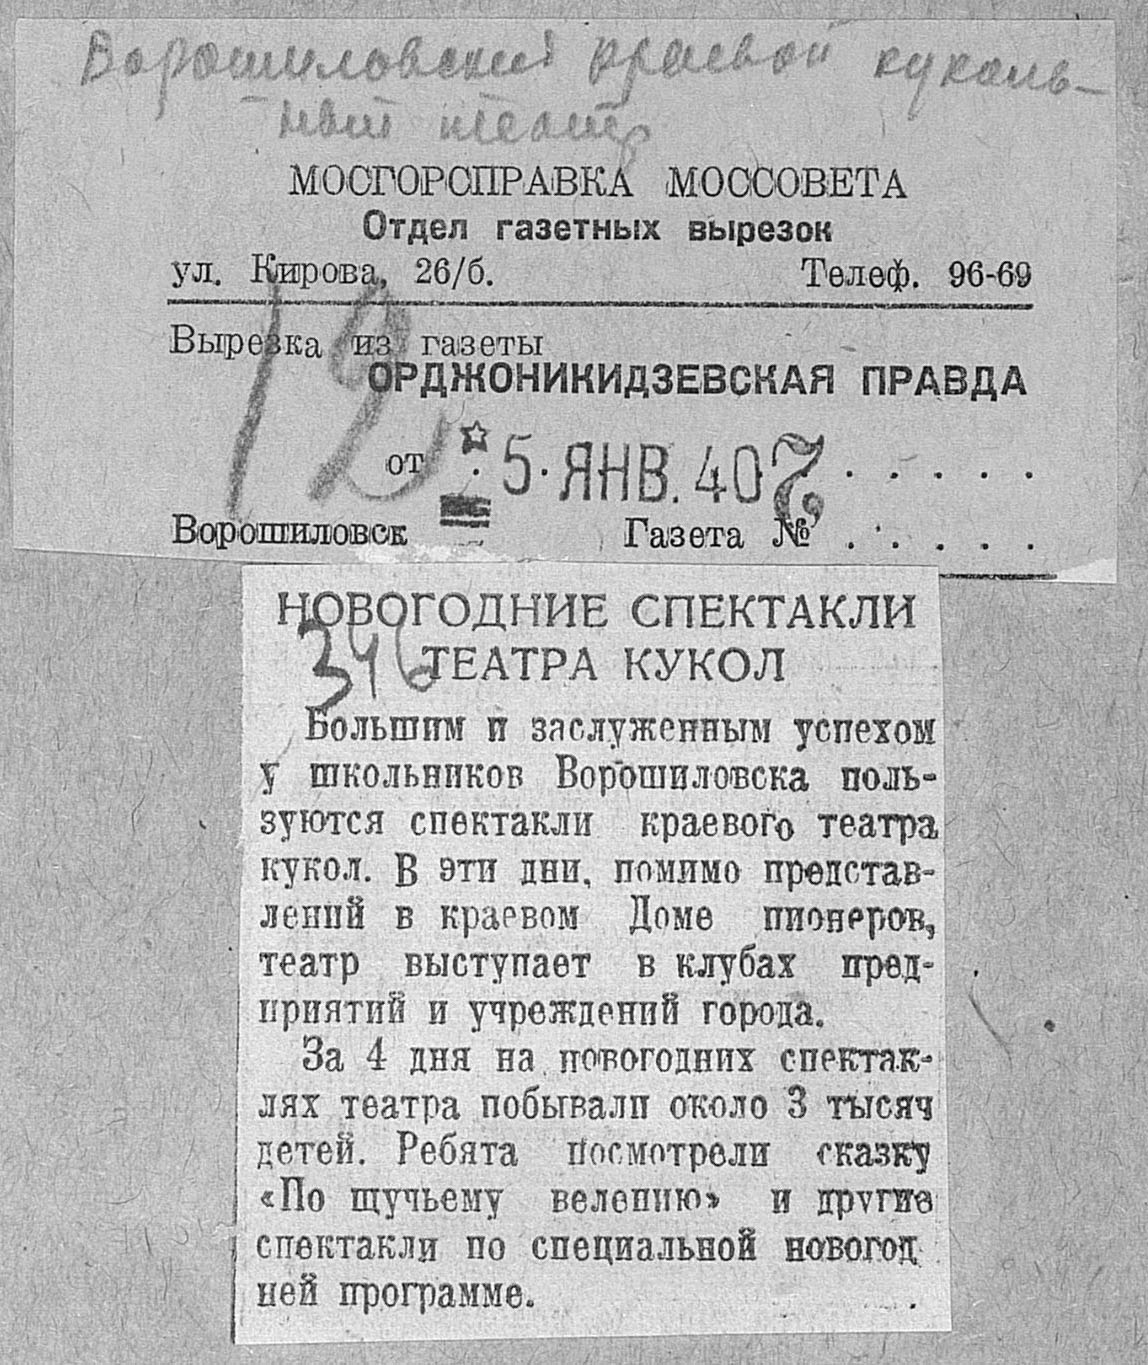 Ворошиловский краевой куколь-
ный театр
МОСГОРСПРАВКА МОССОВЕТА
Отдел газетных вырезок
ул. Кирова, 26/б. Телеф. 96-69
Вырезка из газеты
12
ОРДЖОНИКИДЗЕВСКАЯ ПРАВДА
от 5. ЯНВ. 40
Ворошиловск Газета № . . . . .
НОВОГОДНИЕ СПЕКТАКЛИ
ТЕАТРА КУКОЛ
346
Большим и заслуженным успехом
у школьников Ворошиловска поль-
зуются спектакли краевого театра
кукол. В эти дни, помимо представ-
лений в краевом Доме пионеров,
театр выступает в клубах пред-
приятий и учреждений города.
За 4 дня на новогодних спектак-
лях театра побывали около 3 тысяч
детей. Ребята посмотрели сказку
«По щучьему велению» и другие
спектакли по специальной новогод
ней программе.